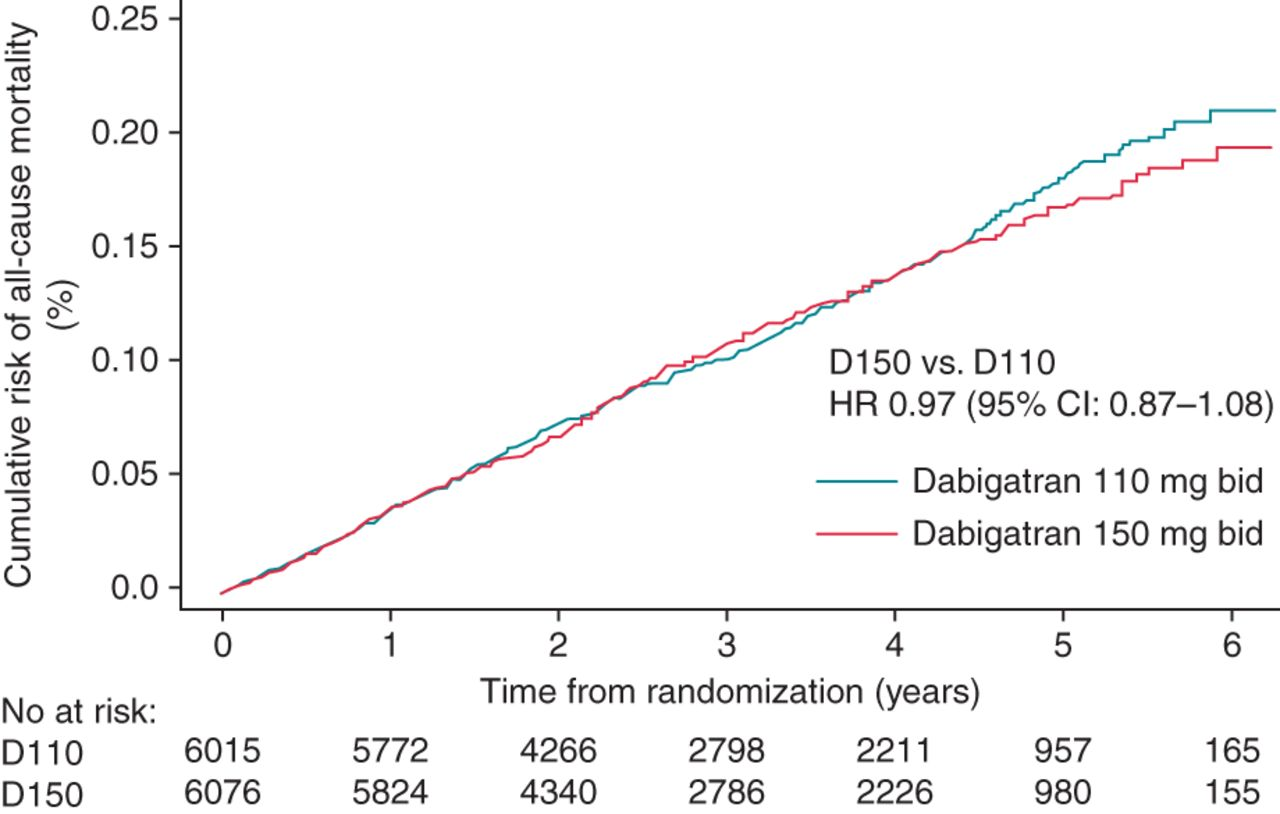 Cumulative risk of all-cause mortality
(%)
0.25
0.20
0.15
0.10
0.05
0.0
D150 vs. D110
HR 0.97 (95% CI: 0.87–1.08)
Dabigatran 110 mg bid
Dabigatran 150 mg bid
0 1 2 3 4 5 6
Time from randomization (years)
No at risk:
D110 6015 5772 4266 2798 2211 957 165
D150 6076 5824 4340 2786 2226 980 155